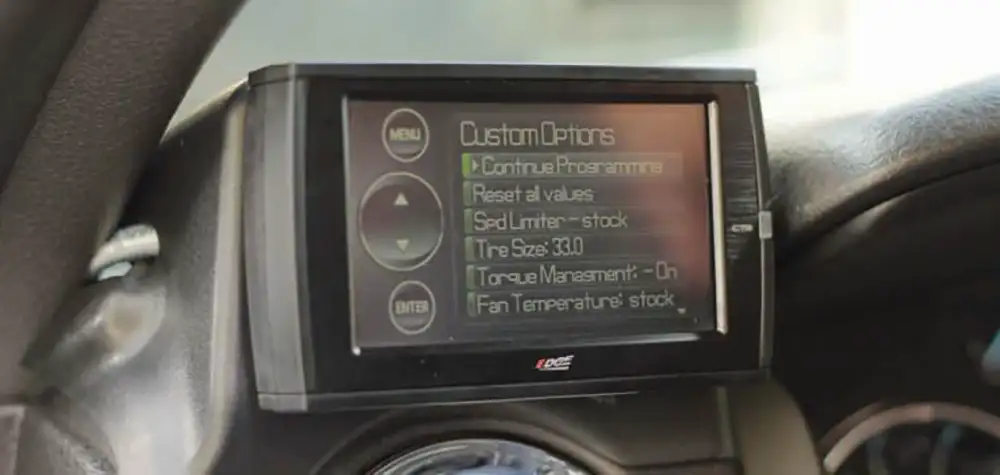 MENU
Custom Options
Continue Programming
Reset all values
Spd Limiter - stock
Tire Size: 33.0
Torque Managment: - On
Fan Temperature: stock
ENTER
CTS
EDGE